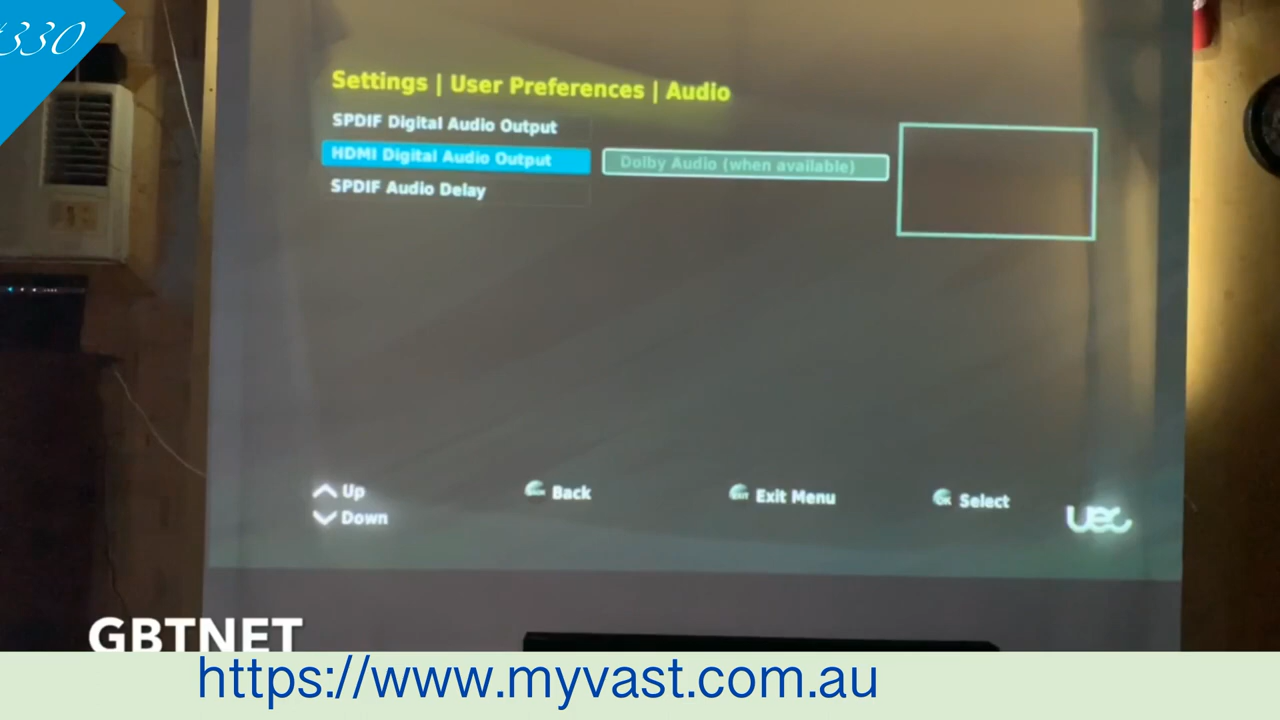 #330
Settings | User Preferences | Audio
SPDIF Digital Audio Output
HDMI Digital Audio Output
Dolby Audio (when available)
SPDIF Audio Delay
Up
Back
Exit Menu
Select
Down
uec
GBTNET
https://www.myvast.com.au